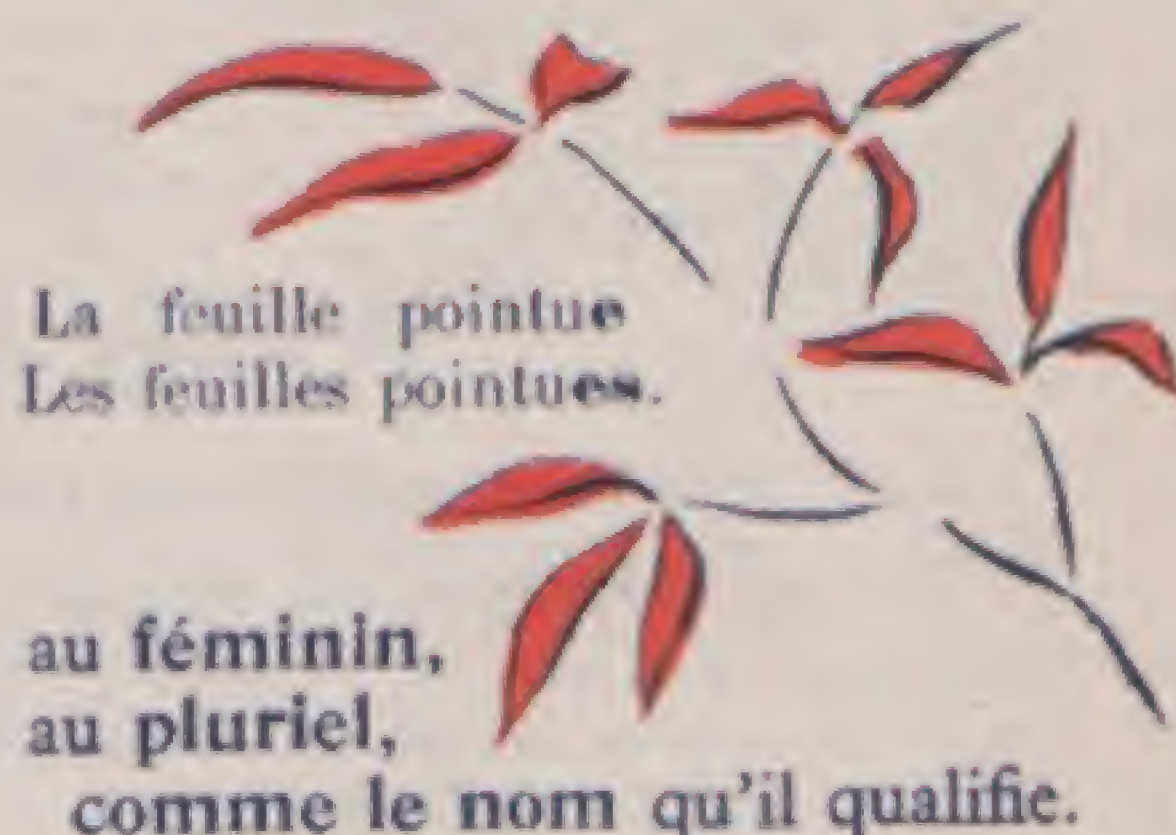 La feuille pointue
Les feuilles pointues.
au féminin,
au pluriel,
comme le nom qu'il qualifie.